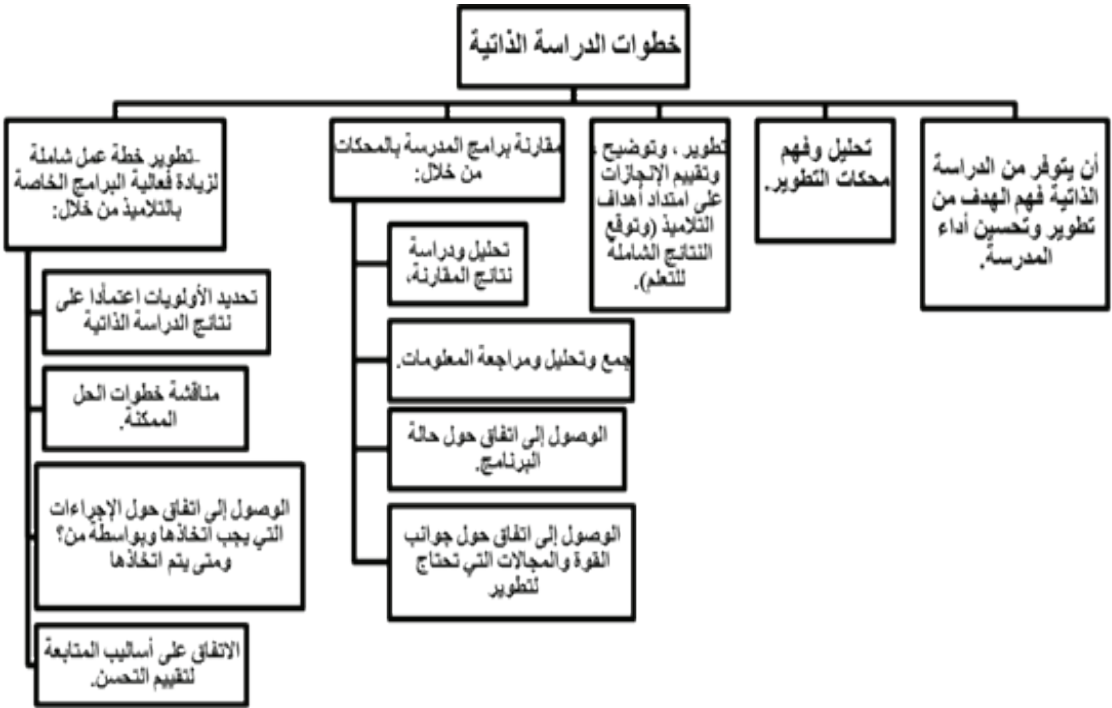 خطوات الدراسة الذاتية
أن يتوفر من الدراسة
الذاتية فهم الهدف من
تطوير وتحسين أداء
المدرسة.
تحليل وفهم
محكات التطوير.
تطوير ، وتوضيح ،
وتقييم الإنجازات
على امتداد أهداف
التلاميذ (وتوقع
النتائج الشاملة
للتعلم).
مقارنة برامج المدرسة بالمحكات
من خلال:
تحليل ودراسة
نتائج المقارنة،
جمع وتحليل ومراجعة المعلومات.
الوصول إلى اتفاق حول حالة
البرنامج.
الوصول إلى اتفاق حول جوانب
القوة والمجالات التي تحتاج
لتطوير
-تطوير خطة عمل شاملة
لزيادة فعالية البرامج الخاصة
بالتلاميذ من خلال:
تحديد الأولويات اعتمادا على
نتائج الدراسة الذاتية
مناقشة خطوات الحل
الممكنة.
الوصول إلى اتفاق حول الإجراءات
التي يجب اتخاذها وبواسطة من؟
ومتى يتم اتخاذها
الاتفاق على أساليب المتابعة
لتقييم التحسن.